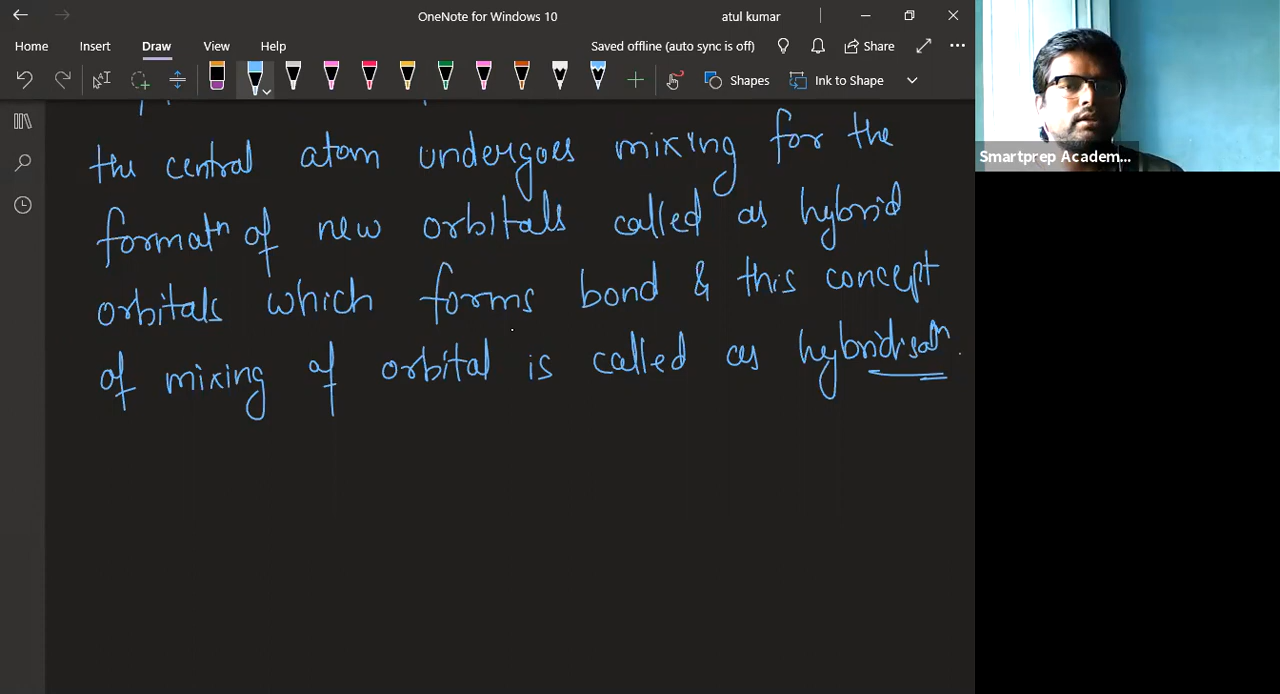 OneNote for Windows 10
atul kumar
Home Insert Draw View Help
Saved offline (auto sync is off)
Share
Shapes
Ink to Shape
the central atom undergoes mixing for the
formatn of new orbitals called as hybrid
orbitals which forms bond & this concept
of mixing of orbital is called as hybridisatn.
Smartprep Academ...